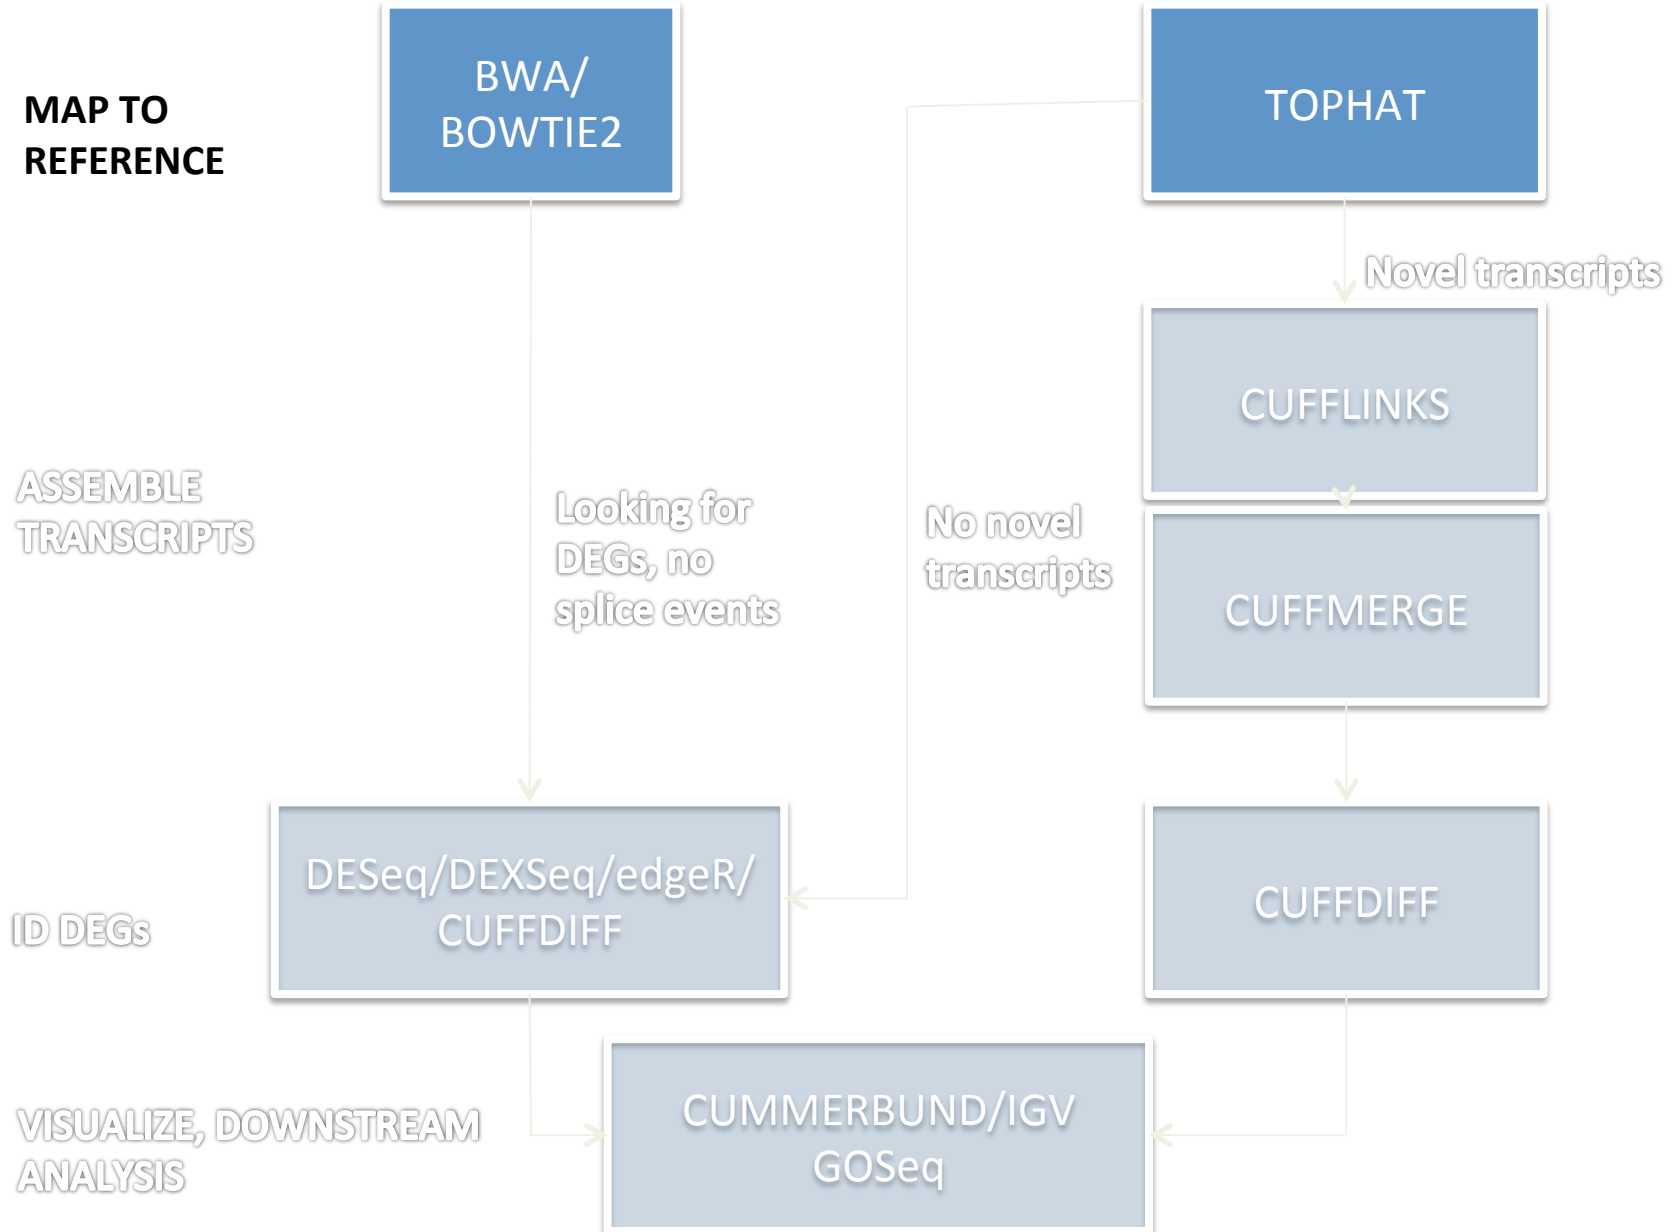 BWA/
BOWTIE2
TOPHAT
MAP TO
REFERENCE
Novel transcripts
CUFFLINKS
ASSEMBLE
TRANSCRIPTS
Looking for
DEGs, no
splice events
No novel
transcripts
CUFFMERGE
DESeq/DEXSeq/edgeR/
CUFFDIFF
CUFFDIFF
ID DEGs
CUMMERBUND/IGV
GOSeq
VISUALIZE, DOWNSTREAM
ANALYSIS